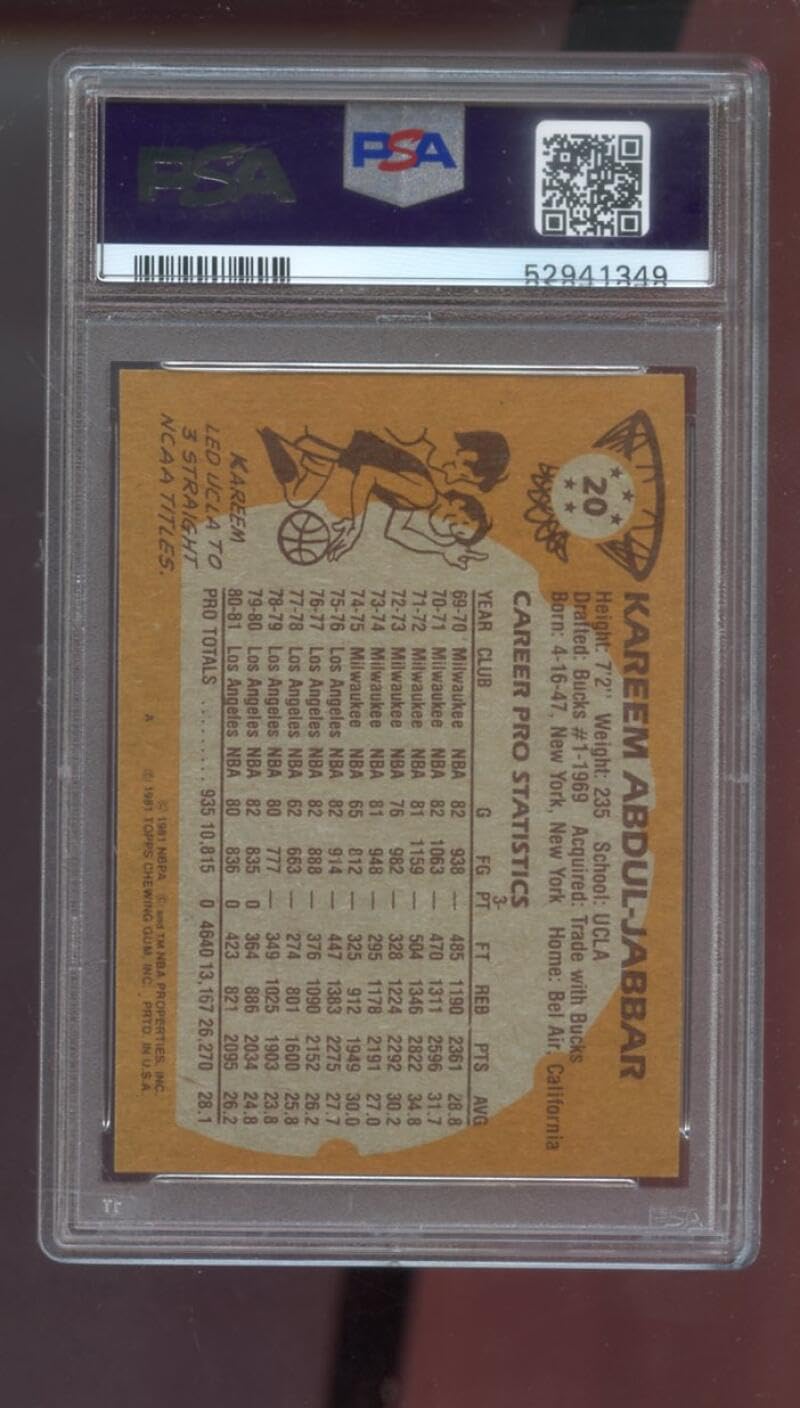 PSA
PSA
52941349
20
KAREEM ABDUL-JABBAR
Height: 7'2" Weight: 235 School: UCLA
Drafted: Bucks #1-1969 Acquired: Trade with Bucks
Born: 4-16-47, New York, New York Home: Bel Air, California
CAREER PRO STATISTICS
YEAR CLUB G FG 3-PT FT REB PTS AVG
69-70 Milwaukee NBA 82 938 — 485 1190 2361 28.8
70-71 Milwaukee NBA 82 1063 — 470 1311 2596 31.7
71-72 Milwaukee NBA 81 1159 — 504 1346 2822 34.8
72-73 Milwaukee NBA 76 982 — 328 1224 2292 30.2
73-74 Milwaukee NBA 81 948 — 295 1178 2191 27.0
74-75 Milwaukee NBA 65 812 — 325 912 1949 30.0
75-76 Los Angeles NBA 82 914 — 447 1383 2275 27.7
76-77 Los Angeles NBA 82 888 — 376 1090 2152 26.2
77-78 Los Angeles NBA 62 663 — 274 801 1600 25.8
78-79 Los Angeles NBA 80 777 — 349 1025 1903 23.8
79-80 Los Angeles NBA 82 835 0 364 886 2034 24.8
80-81 Los Angeles NBA 80 836 0 423 821 2095 26.2
PRO TOTALS ......... 935 10,815 0 4640 13,167 26,270 28.1
KAREEM
LED UCLA TO
3 STRAIGHT
NCAA TITLES.
© 1981 NBPA © and TM NBA PROPERTIES, INC.
A © 1981 TOPPS CHEWING GUM, INC. PRTD. IN U.S.A.
PSA